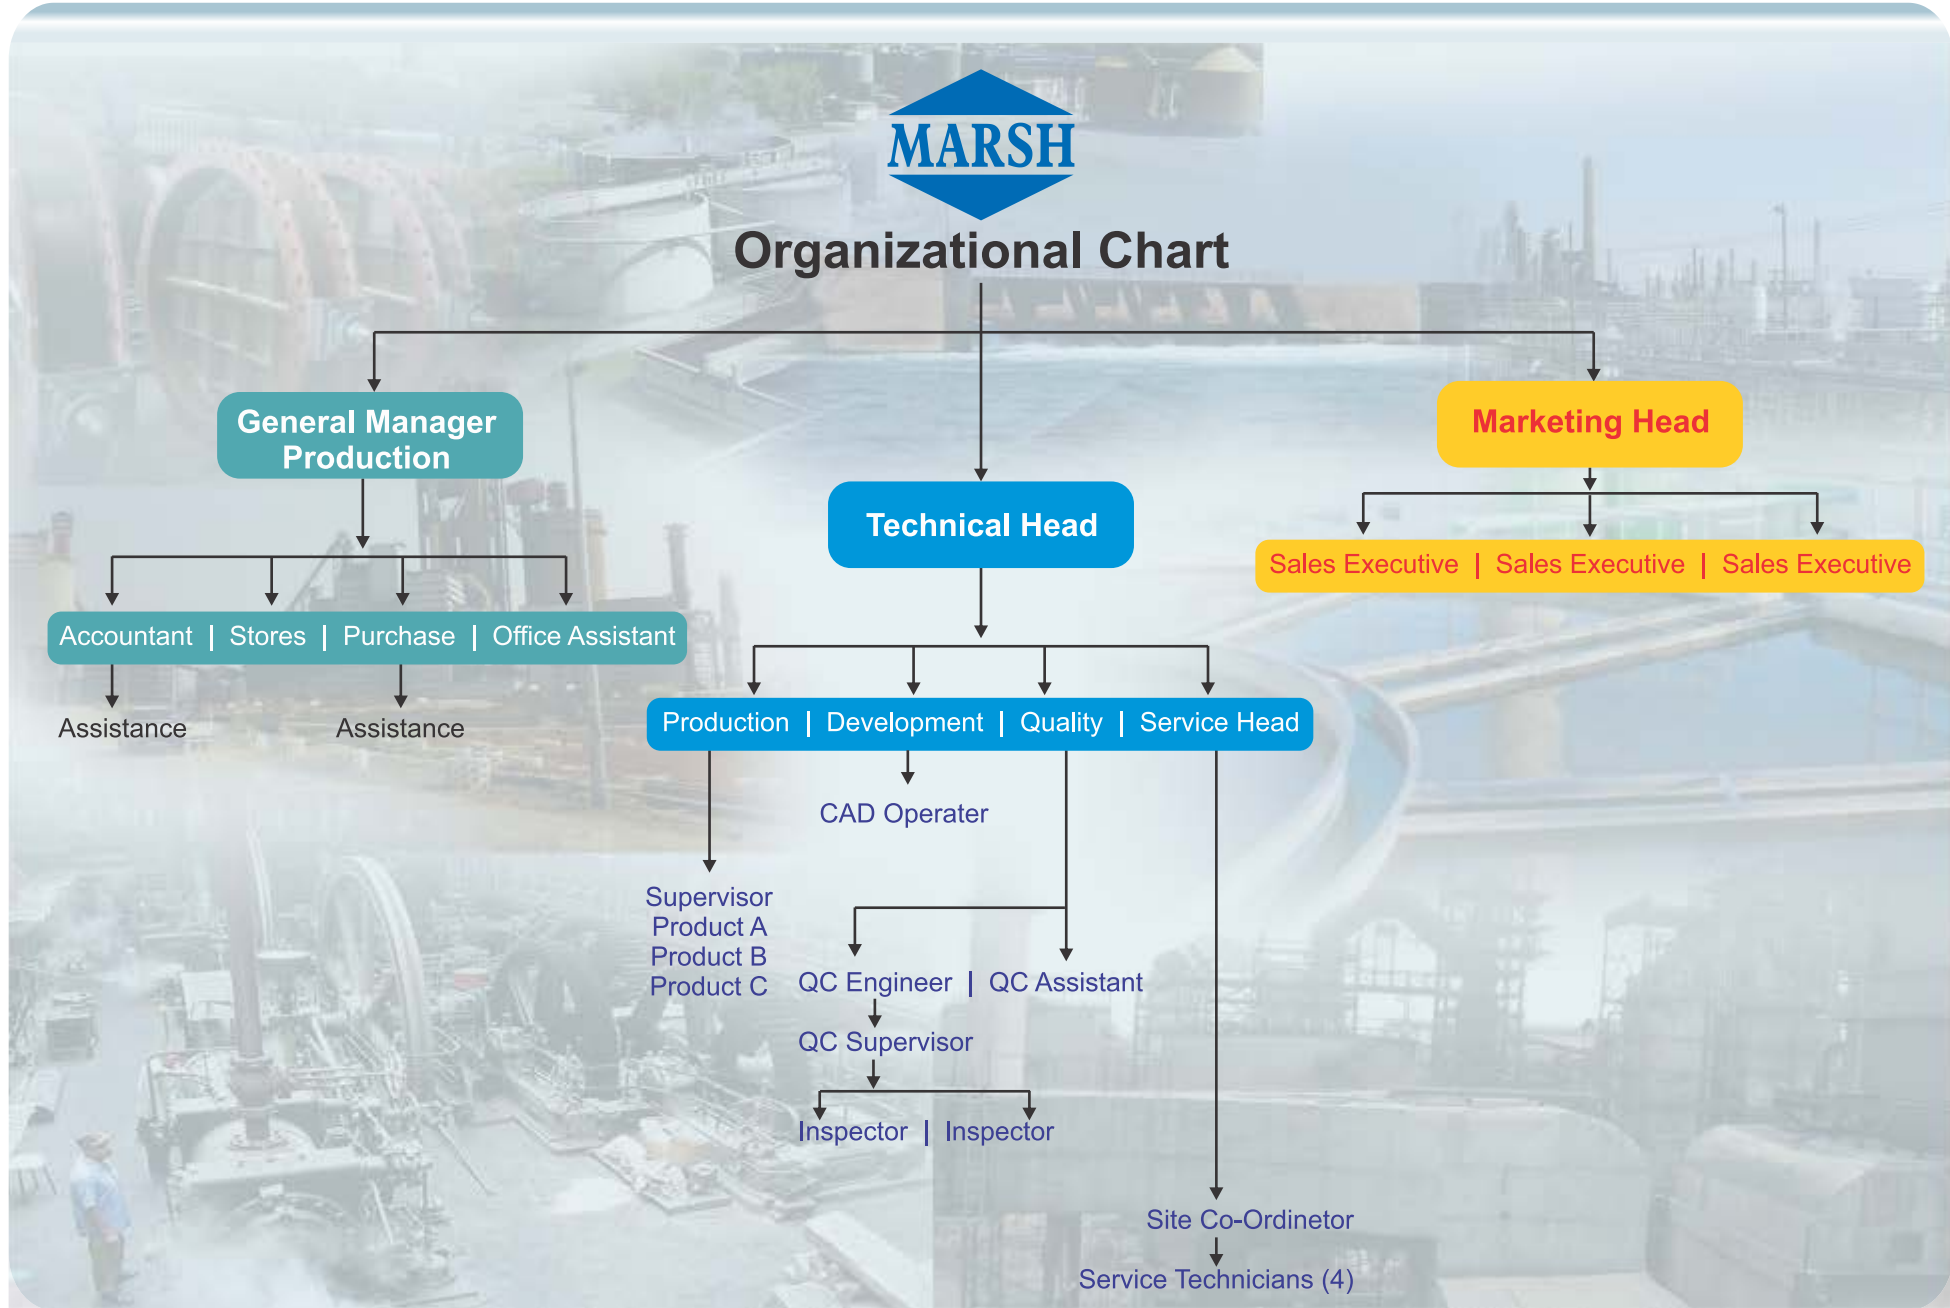 MARSH
Organizational Chart
General Manager
Production
Marketing Head
Technical Head
Sales Executive | Sales Executive | Sales Executive
Accountant | Stores | Purchase | Office Assistant
Assistance Assistance
Production | Development | Quality | Service Head
CAD Operater
Supervisor
Product A
Product B
Product C
QC Engineer | QC Assistant
QC Supervisor
Inspector | Inspector
Site Co-Ordinetor
Service Technicians (4)